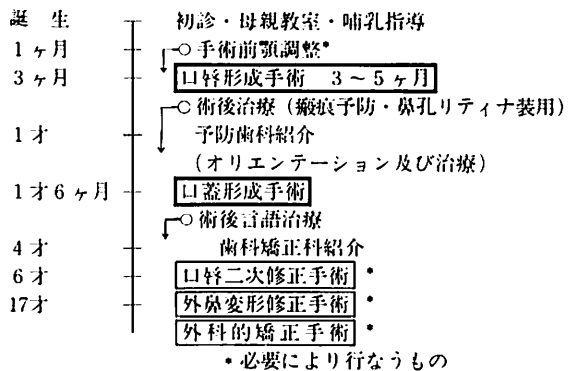 誕生 初診・母親教室・哺乳指導
1ヶ月 ○手術前顎調整*
3ヶ月 口唇形成手術 3～5ヶ月
○術後治療（瘢痕予防・鼻孔リティナ装用）
1才 予防歯科紹介
（オリエンテーション及び治療）
1才6ヶ月 口蓋形成手術
○術後言語治療
4才 歯科矯正科紹介
6才 口唇二次修正手術 *
17才 外鼻変形修正手術 *
外科的矯正手術 *
*必要により行なうもの